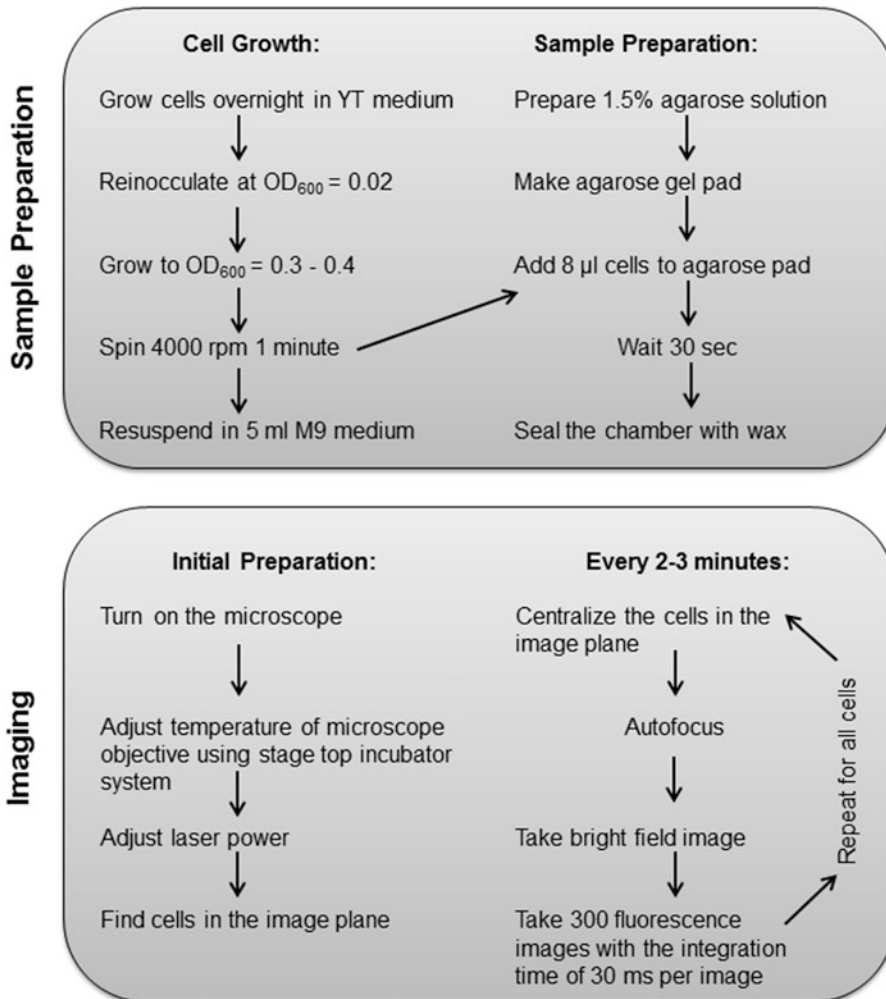 Sample Preparation
Cell Growth:
Grow cells overnight in YT medium
Reinocculate at OD600 = 0.02
Grow to OD600 = 0.3 - 0.4
Spin 4000 rpm 1 minute
Resuspend in 5 ml M9 medium
Sample Preparation:
Prepare 1.5% agarose solution
Make agarose gel pad
Add 8 µl cells to agarose pad
Wait 30 sec
Seal the chamber with wax
Imaging
Initial Preparation:
Turn on the microscope
Adjust temperature of microscope
objective using stage top incubator
system
Adjust laser power
Find cells in the image plane
Every 2-3 minutes:
Centralize the cells in the
image plane
Autofocus
Take bright field image
Take 300 fluorescence
images with the integration
time of 30 ms per image
Repeat for all cells